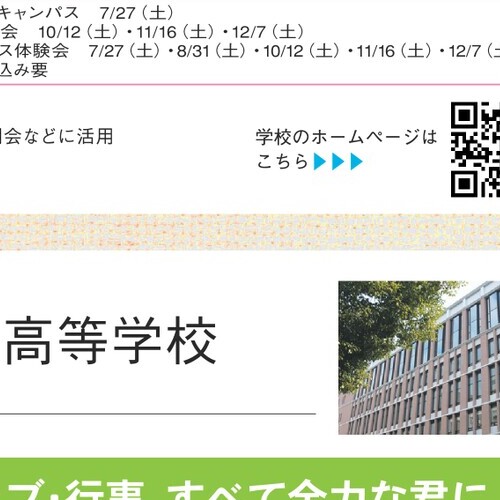 キャンパス 7/27(土)
会 10/12(土)・11/16(土)・12/7(土)
ス体験会 7/27(土)・8/31(土)・10/12(土)・11/16(土)・12/7(
込み要
会などに活用
学校のホームページは
こちら▶▶▶
高等学校
ブ・行事、すべて全力な君に